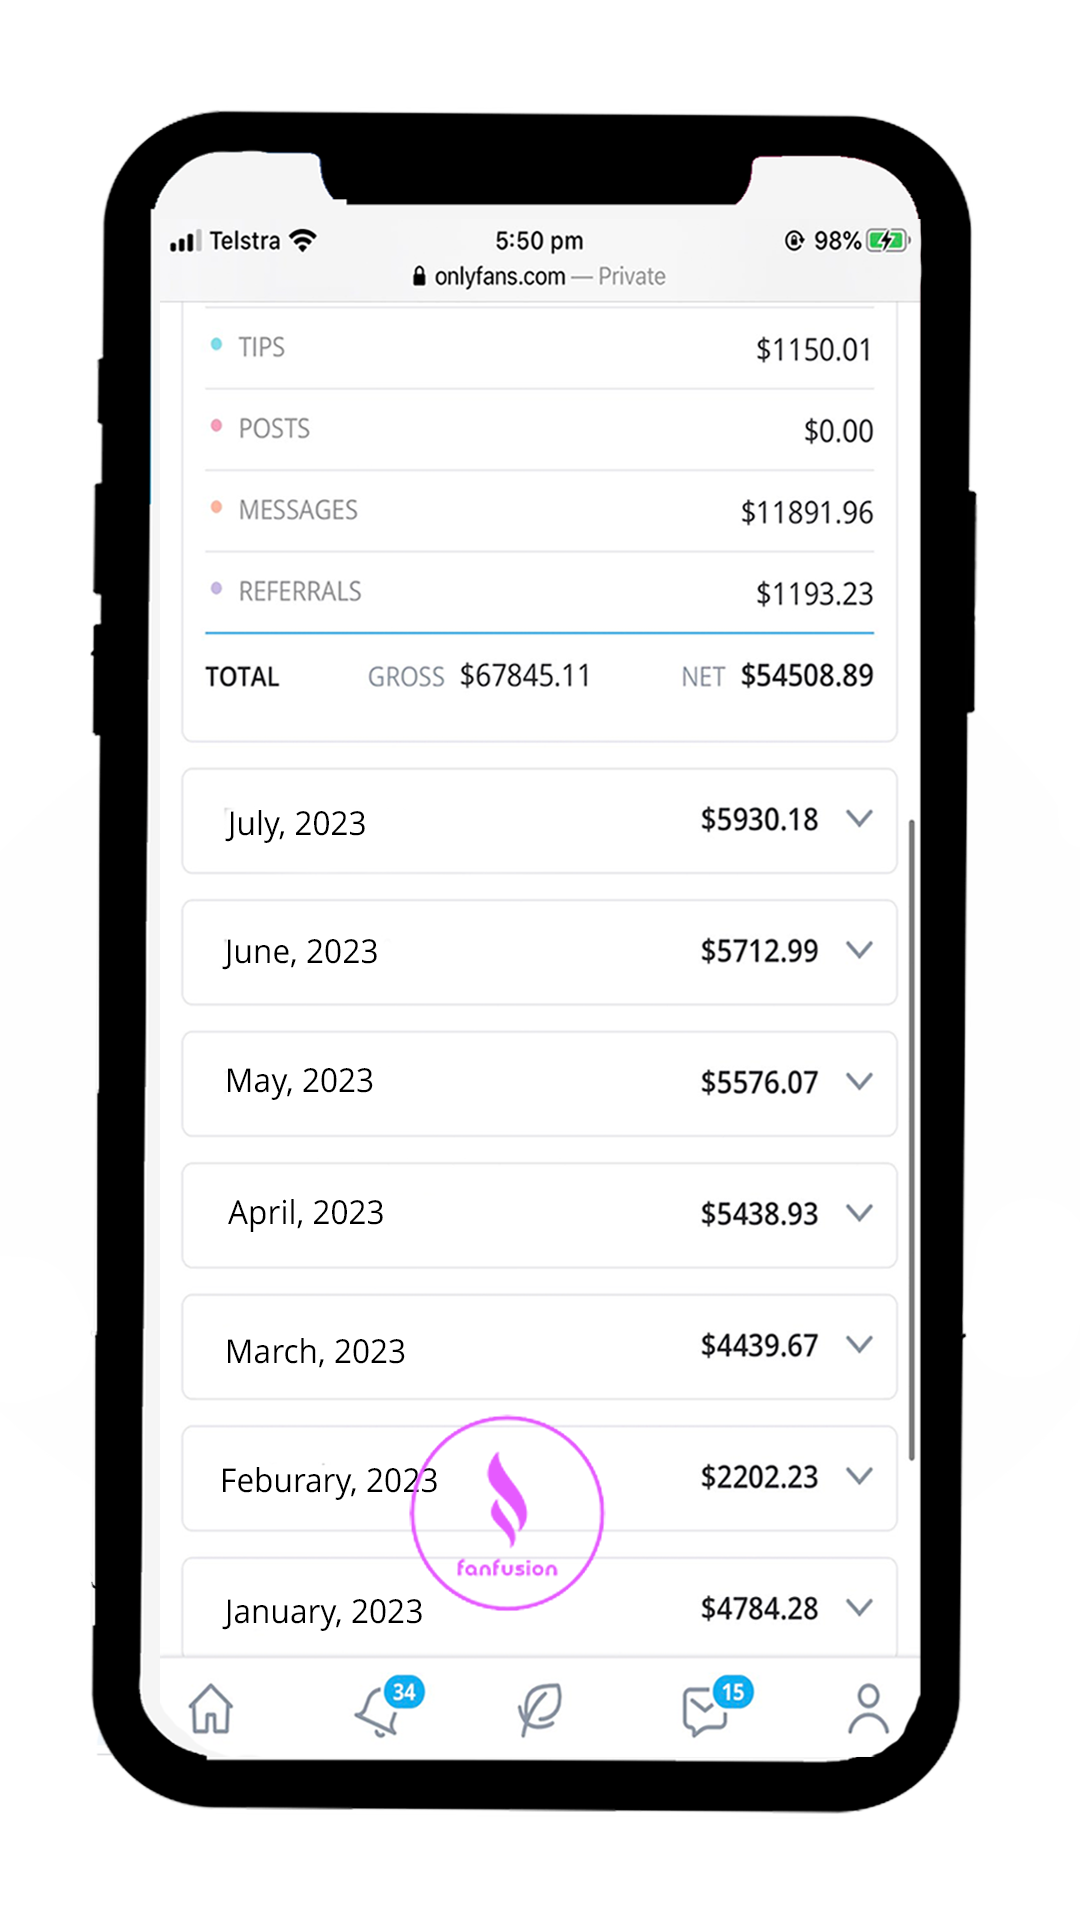 Telstra 5:50 pm 98%
onlyfans.com — Private
TIPS $1150.01
POSTS $0.00
MESSAGES $11891.96
REFERRALS $1193.23
TOTAL GROSS $67845.11 NET $54508.89
July, 2023 $5930.18
June, 2023 $5712.99
May, 2023 $5576.07
April, 2023 $5438.93
March, 2023 $4439.67
Feburary, 2023 $2202.23
fanfusion
January, 2023 $4784.28
34 15